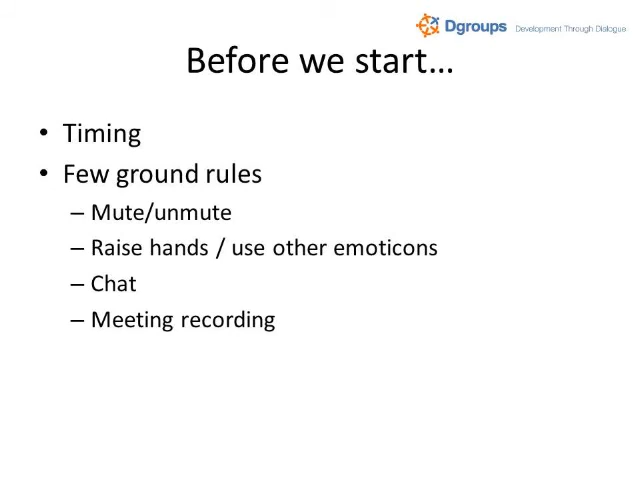 Dgroups Development Through Dialogue
Before we start…
• Timing
• Few ground rules
– Mute/unmute
– Raise hands / use other emoticons
– Chat
– Meeting recording